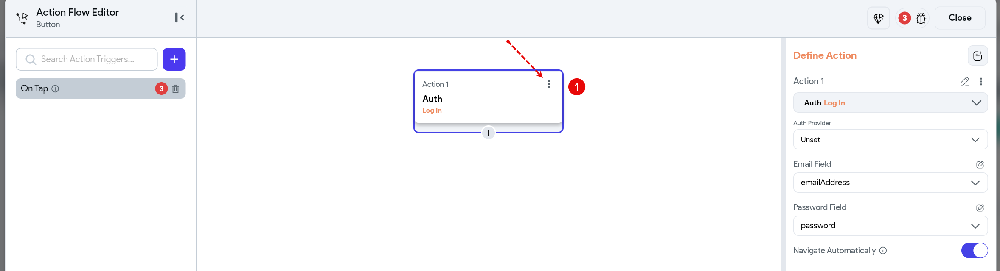 Action Flow Editor
Button
3
Close
Search Action Triggers...
On Tap
3
Action 1
Auth
Log In
1
Define Action
Action 1
Auth Log In
Auth Provider
Unset
Email Field
emailAddress
Password Field
password
Navigate Automatically